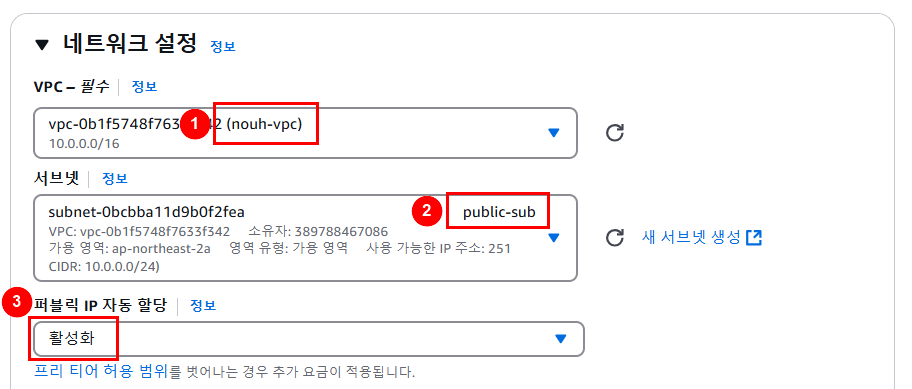 ▼ 네트워크 설정 정보
VPC – 필수 | 정보
1
(nouh-vpc)
10.0.0.0/16
서브넷 | 정보
subnet-0bcbba11d9b0f2fea 2 public-sub
VPC: vpc-0b1f5748f7633f342 소유자: 389788467086
가용 영역: ap-northeast-2a 영역 유형: 가용 영역 사용 가능한 IP 주소: 251
CIDR: 10.0.0.0/24)
새 서브넷 생성
3 퍼블릭 IP 자동 할당 | 정보
활성화
프리 티어 허용 범위를 벗어나는 경우 추가 요금이 적용됩니다.